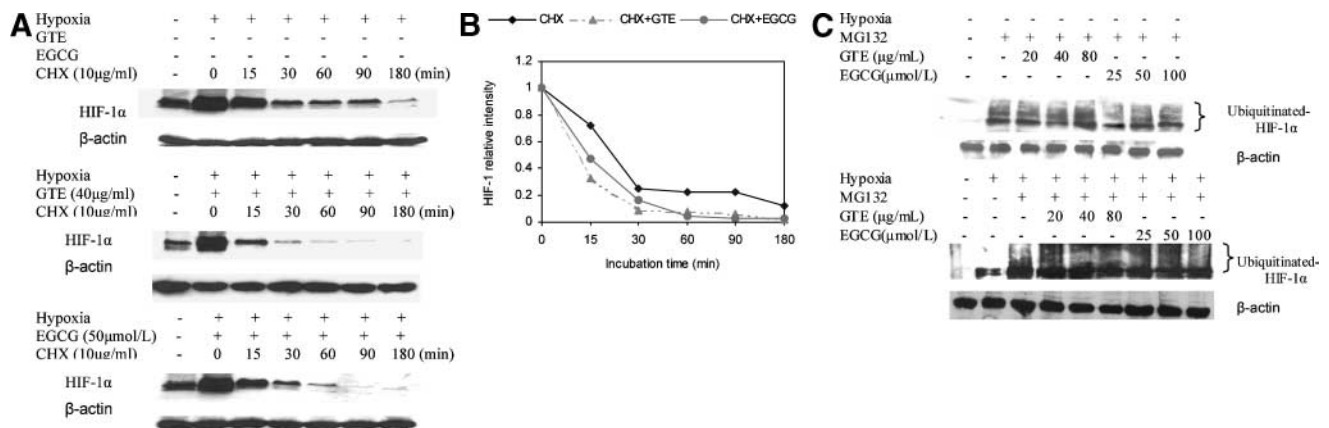 A
Hypoxia - + + + + + +
GTE
EGCG
CHX (10μg/ml) - 0 15 30 60 90 180 (min)
HIF-1α
β-actin
Hypoxia + + + + + +
GTE (40μg/ml) - + + + + + +
CHX (10μg/ml) - 0 15 30 60 90 180 (min)
HIF-1α
β-actin
Hypoxia + + + + + +
EGCG (50μmol/L) - + + + + + +
CHX (10μg/ml) - 0 15 30 60 90 180 (min)
HIF-1α
β-actin
B
CHX CHX+GTE CHX+EGCG
HIF-1 relative intensity
1.2
1
0.8
0.6
0.4
0.2
0
0 15 30 60 90 180
Incubation time (min)
C
Hypoxia - - - - - - - - -
MG132 - + + + + + + +
GTE (μg/mL) - - 20 40 80
EGCG(μmol/L) - - - - - 25 50 100
Ubiquitinated-
HIF-1α
β-actin
Hypoxia - + + + + + + + +
MG132 - - + + + + + + +
GTE (μg/mL) - - - 20 40 80 - - -
EGCG(μmol/L) - - - - - - 25 50 100
Ubiquitinated-
HIF-1α
β-actin